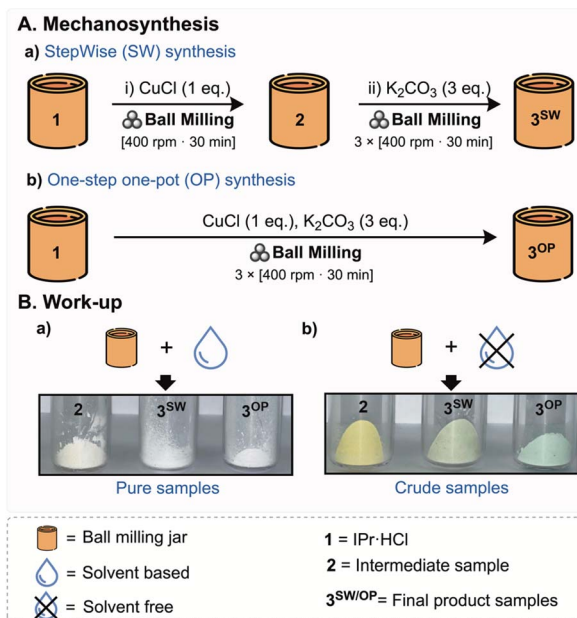 A. Mechanosynthesis
a) StepWise (SW) synthesis
1
i) CuCl (1 eq.)
Ball Milling
[400 rpm · 30 min]
2
ii) K₂CO₃ (3 eq.)
Ball Milling
3 × [400 rpm · 30 min]
3ˢᵂ
b) One-step one-pot (OP) synthesis
1
CuCl (1 eq.), K₂CO₃ (3 eq.)
Ball Milling
3 × [400 rpm · 30 min]
3ᴼᴾ
B. Work-up
a)
+
2 3ˢᵂ 3ᴼᴾ
Pure samples
b)
+
2 3ˢᵂ 3ᴼᴾ
Crude samples
= Ball milling jar
= Solvent based
= Solvent free
1 = IPr·HCl
2 = Intermediate sample
3ˢᵂ/ᴼᴾ= Final product samples